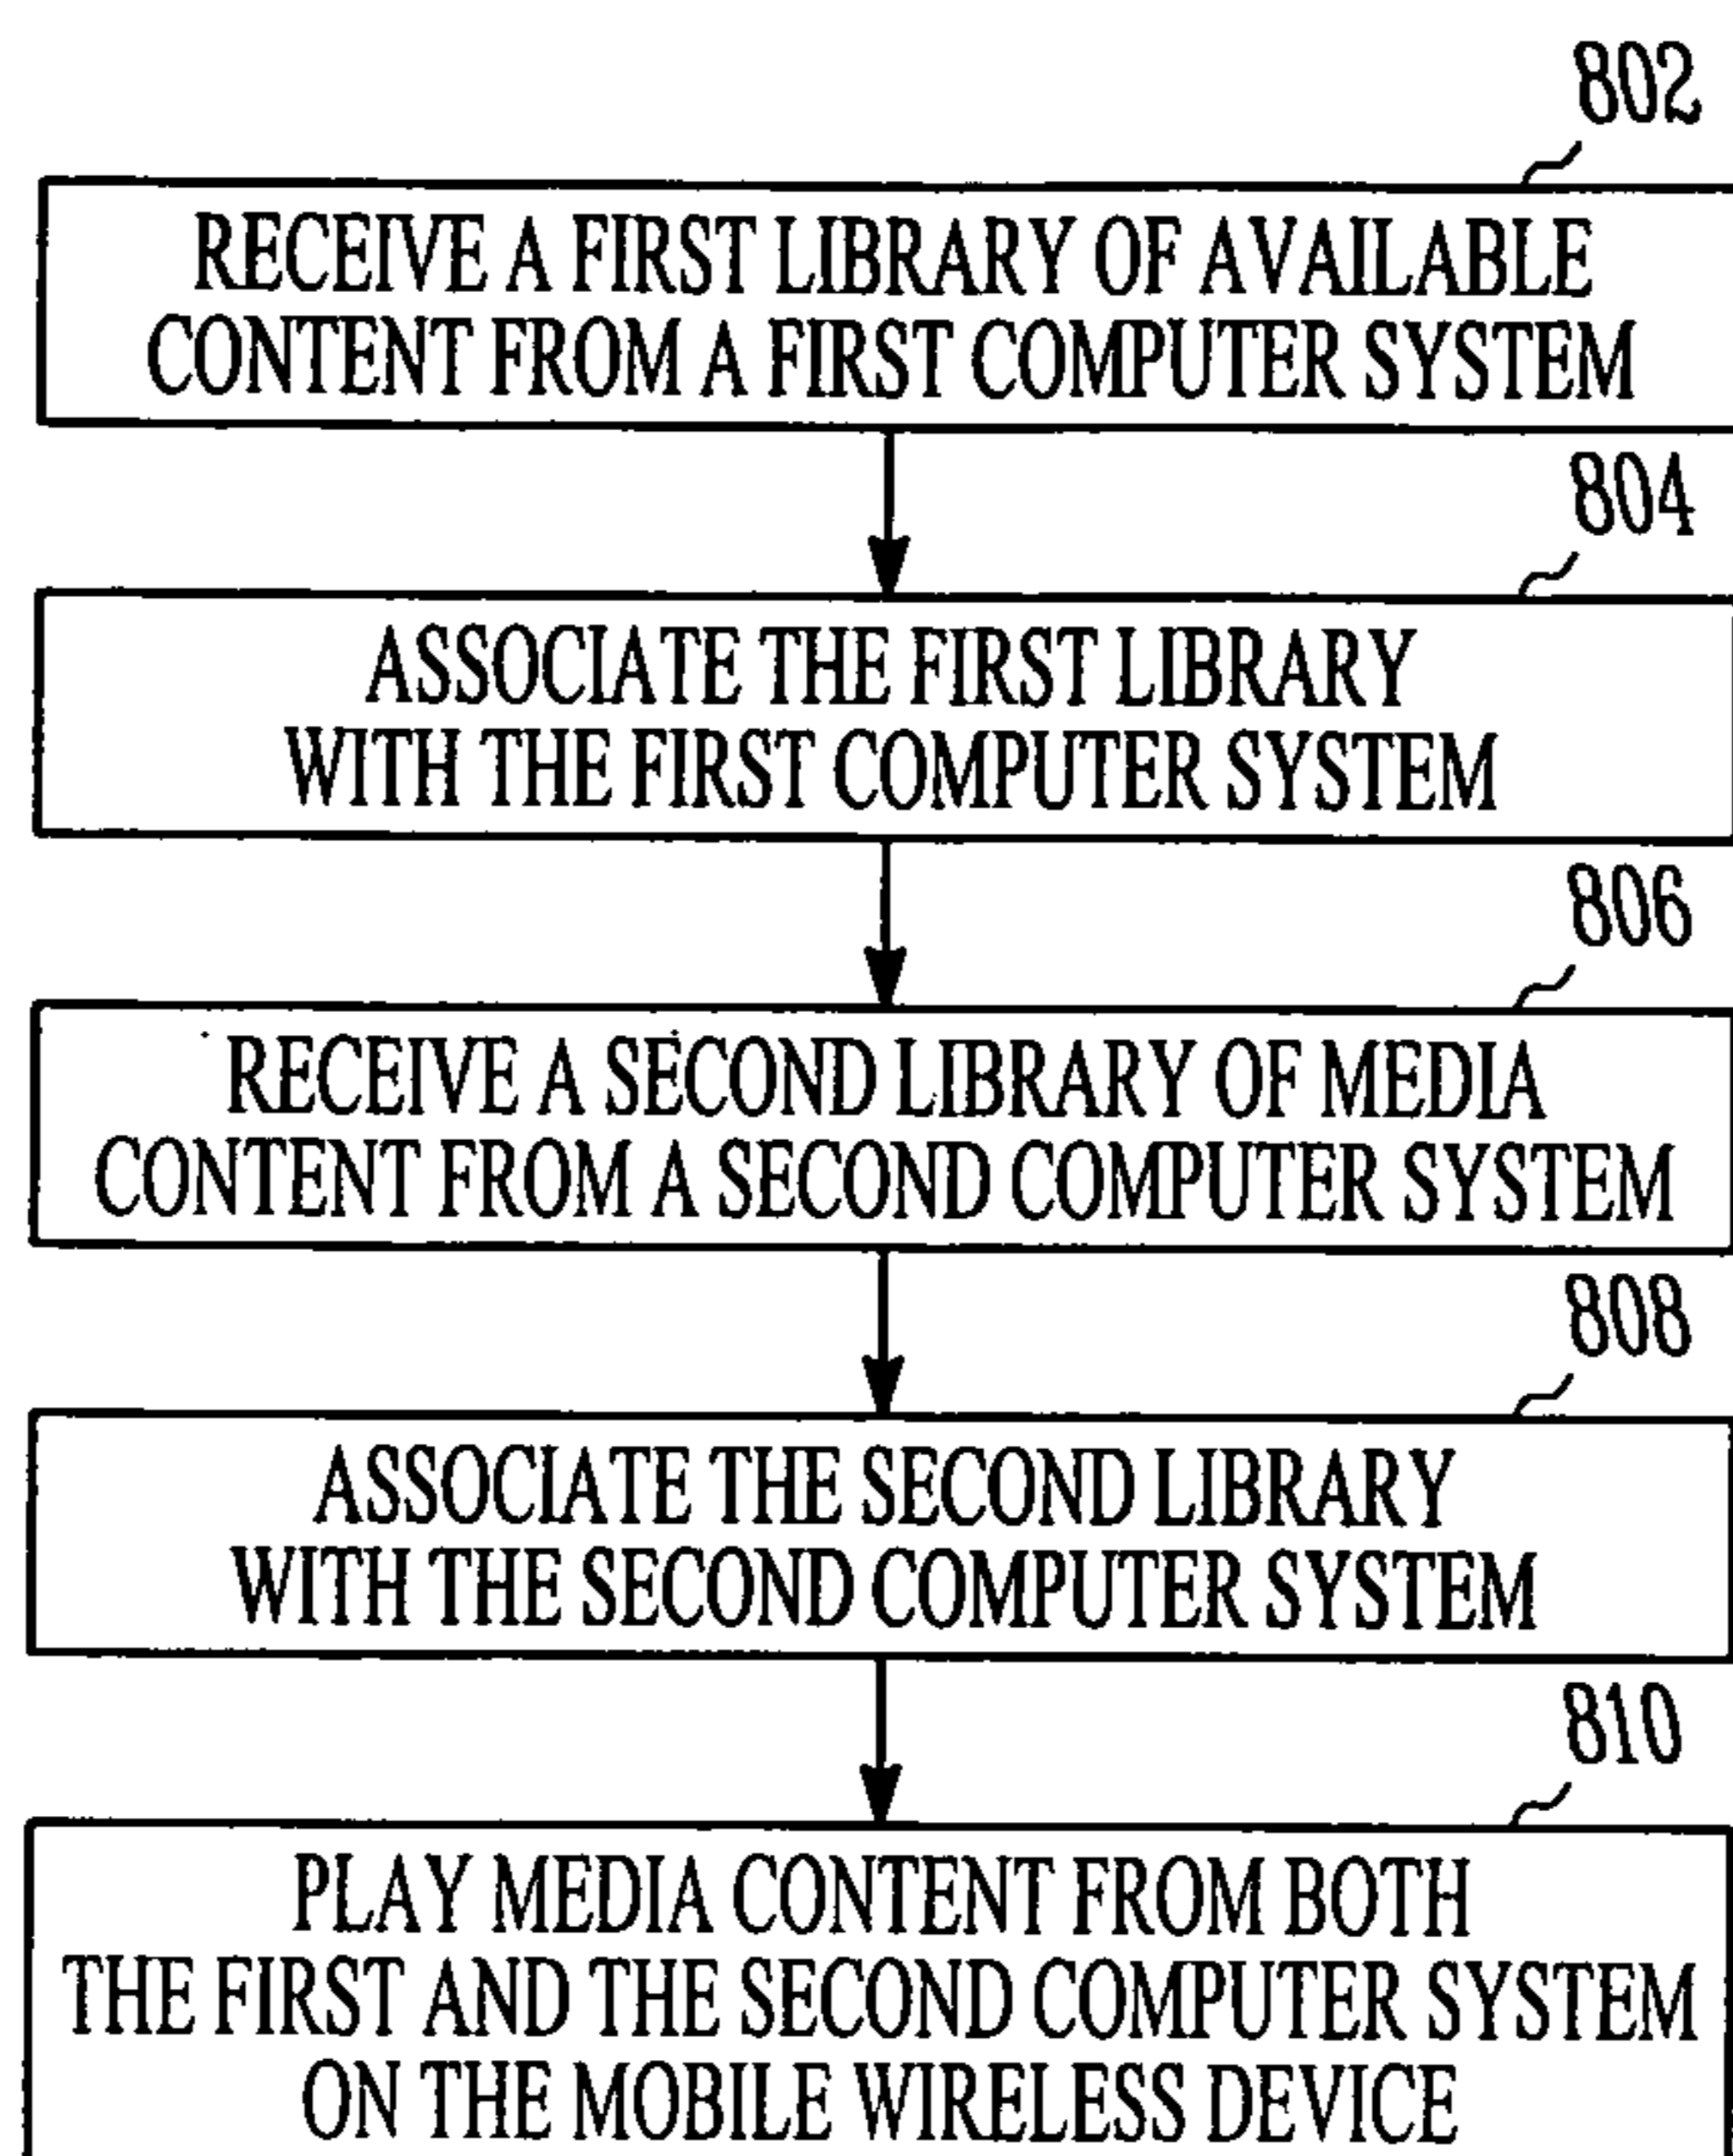 802
RECEIVE A FIRST LIBRARY OF AVAILABLE
CONTENT FROM A FIRST COMPUTER SYSTEM
804
ASSOCIATE THE FIRST LIBRARY
WITH THE FIRST COMPUTER SYSTEM
806
RECEIVE A SECOND LIBRARY OF MEDIA
CONTENT FROM A SECOND COMPUTER SYSTEM
808
ASSOCIATE THE SECOND LIBRARY
WITH THE SECOND COMPUTER SYSTEM
810
PLAY MEDIA CONTENT FROM BOTH
THE FIRST AND THE SECOND COMPUTER SYSTEM
ON THE MOBILE WIRELESS DEVICE